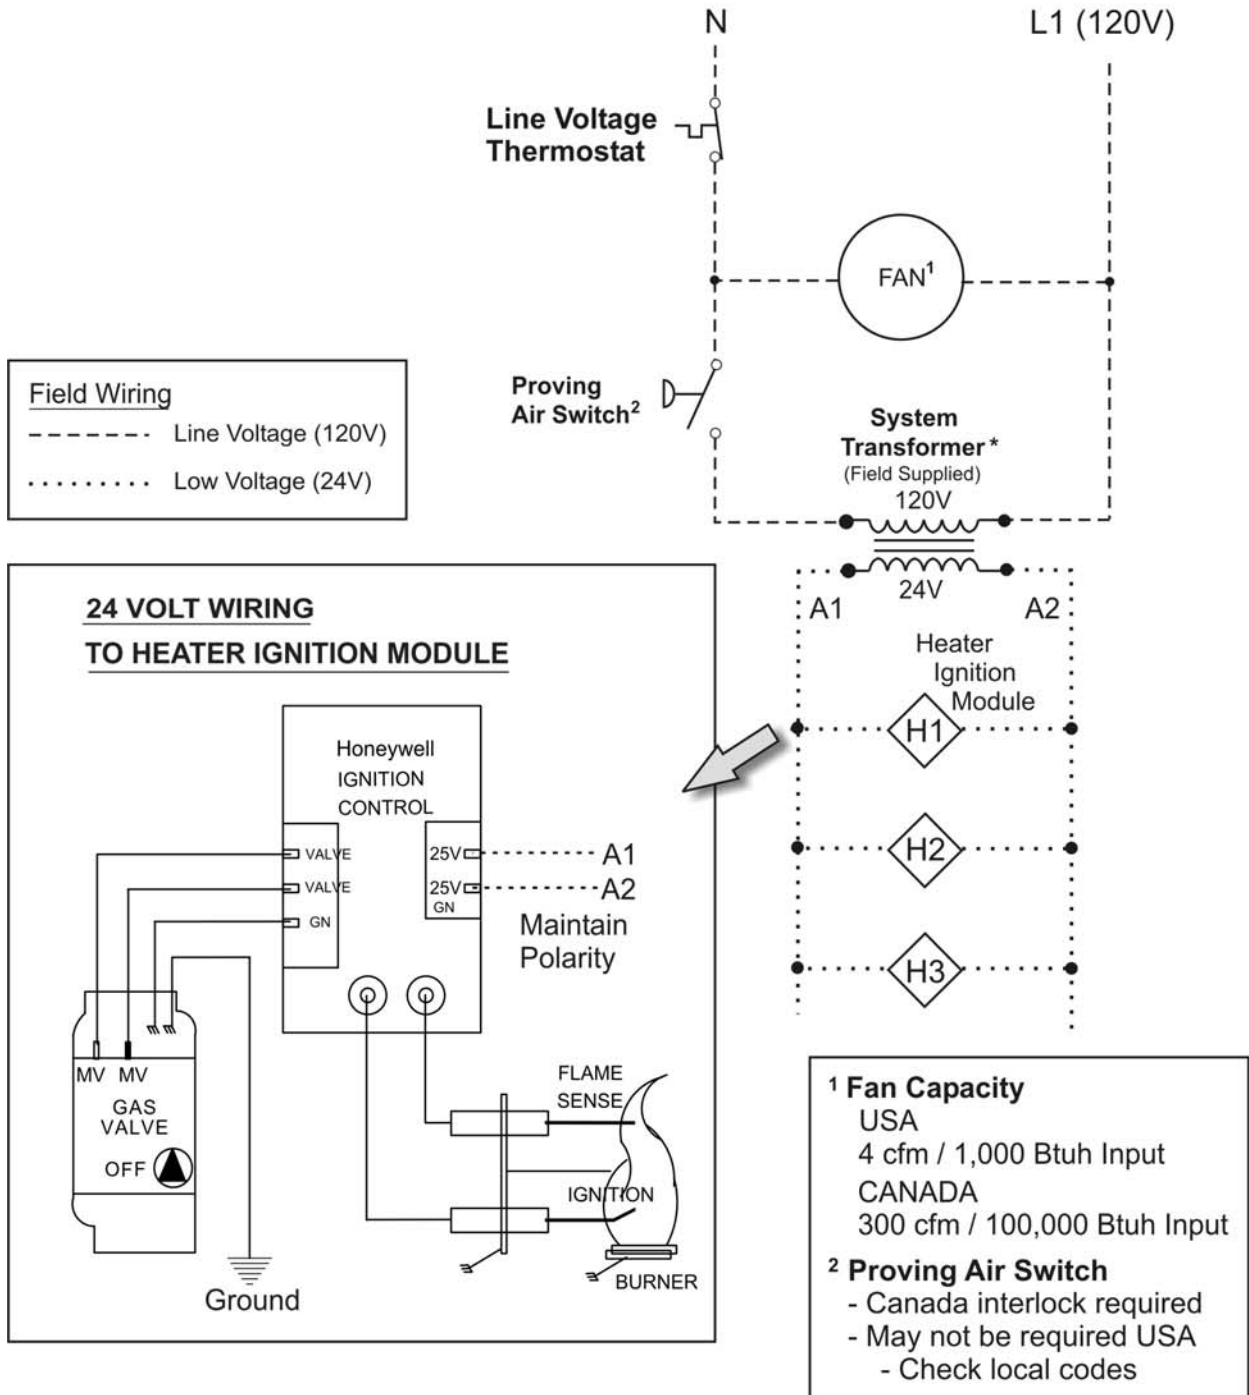 N
L1 (120V)
Line Voltage
Thermostat
FAN¹
Proving
Air Switch²
System
Transformer *
(Field Supplied)
120V
24V
A1
A2
Heater
Ignition
Module
H1
H2
H3
Field Wiring
Line Voltage (120V)
Low Voltage (24V)
24 VOLT WIRING
TO HEATER IGNITION MODULE
Honeywell
IGNITION
CONTROL
VALVE
VALVE
GN
25V
25V
GN
A1
A2
Maintain
Polarity
MV MV
GAS
VALVE
OFF
Ground
FLAME
SENSE
IGNITION
BURNER
¹ Fan Capacity
USA
4 cfm / 1,000 Btuh Input
CANADA
300 cfm / 100,000 Btuh Input
² Proving Air Switch
- Canada interlock required
- May not be required USA
- Check local codes